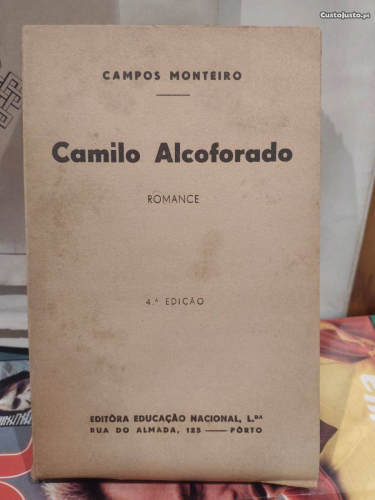 CustoJusto.pt
CAMPOS MONTEIRO
Camilo Alcoforado
ROMANCE
4.ª EDIÇÃO
EDITÔRA EDUCAÇÃO NACIONAL, L.DA
RUA DO ALMADA, 125 — PÔRTO